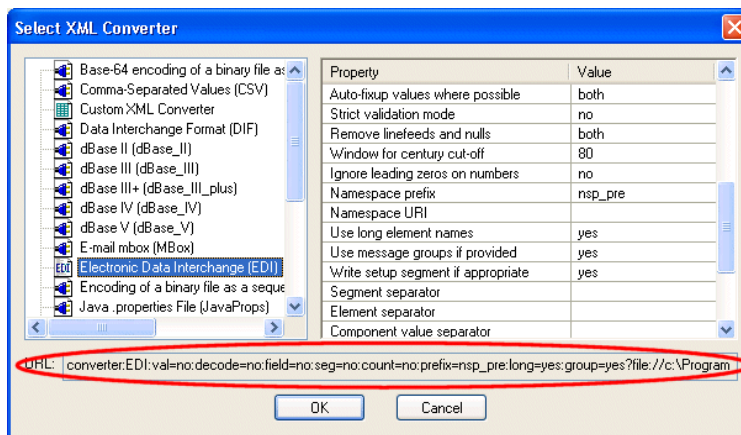 Select XML Converter
Base-64 encoding of a binary file as
Comma-Separated Values (CSV)
Custom XML Converter
Data Interchange Format (DIF)
dBase II (dBase_II)
dBase III (dBase_III)
dBase III+ (dBase_III_plus)
dBase IV (dBase_IV)
dBase V (dBase_V)
E-mail mbox (MBox)
EDI Electronic Data Interchange (EDI)
Encoding of a binary file as a seque
Java .properties File (JavaProps)
Property Value
Auto-fixup values where possible both
Strict validation mode no
Remove linefeeds and nulls both
Window for century cut-off 80
Ignore leading zeros on numbers no
Namespace prefix nsp_pre
Namespace URI
Use long element names yes
Use message groups if provided yes
Write setup segment if appropriate yes
Segment separator
Element separator
Component value separator
URL: converter:EDI:val=no:decode=no:field=no:seg=no:count=no:prefix=nsp_pre:long=yes:group=yes?file://c:\Program
OK Cancel